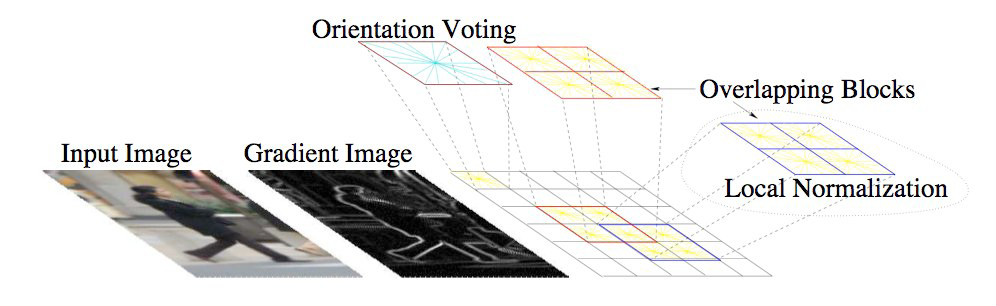 Orientation Voting
Overlapping Blocks
Input Image
Gradient Image
Local Normalization